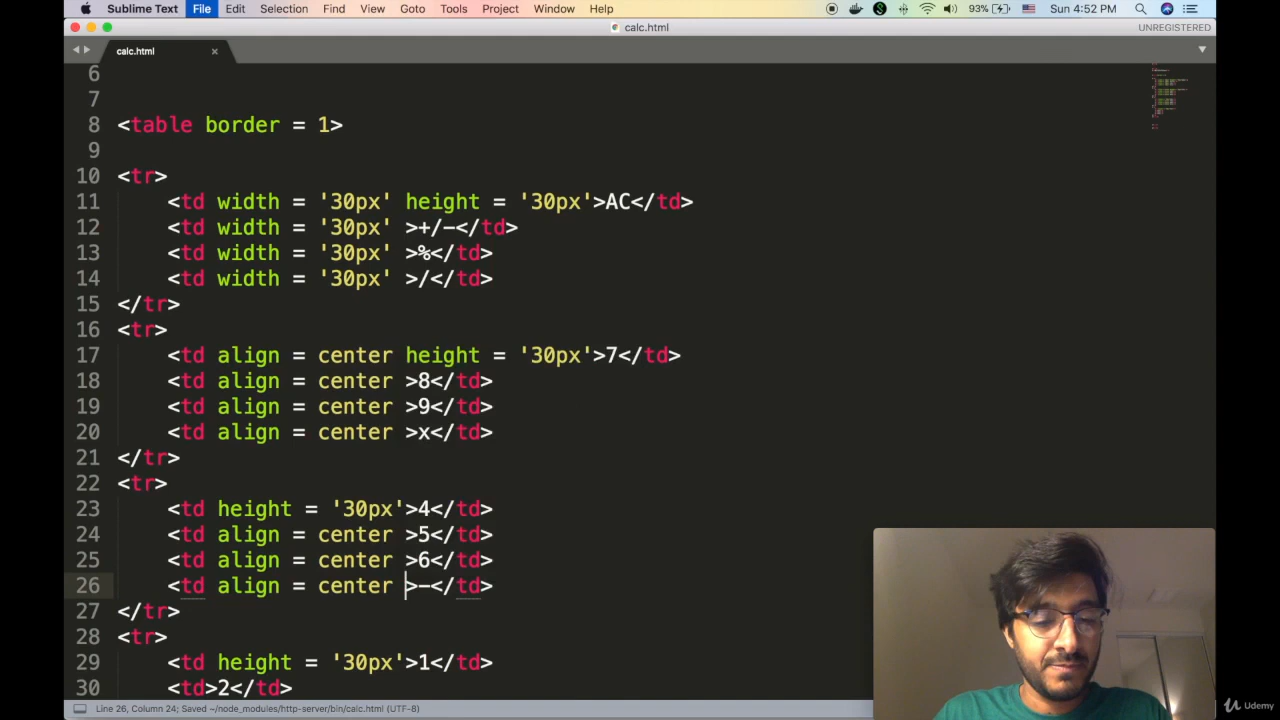 Sublime Text File Edit Selection Find View Goto Tools Project Window Help 93% Sun 4:52 PM
calc.html UNREGISTERED
calc.html
6
7
8 <table border = 1>
9
10 <tr>
11 <td width = '30px' height = '30px'>AC</td>
12 <td width = '30px' >+/-</td>
13 <td width = '30px' >%</td>
14 <td width = '30px' >/</td>
15 </tr>
16 <tr>
17 <td align = center height = '30px'>7</td>
18 <td align = center >8</td>
19 <td align = center >9</td>
20 <td align = center >x</td>
21 </tr>
22 <tr>
23 <td height = '30px'>4</td>
24 <td align = center >5</td>
25 <td align = center >6</td>
26 <td align = center >-</td>
27 </tr>
28 <tr>
29 <td height = '30px'>1</td>
30 <td>2</td>
Line 26, Column 24; Saved ~/node_modules/http-server/bin/calc.html (UTF-8)
Udemy